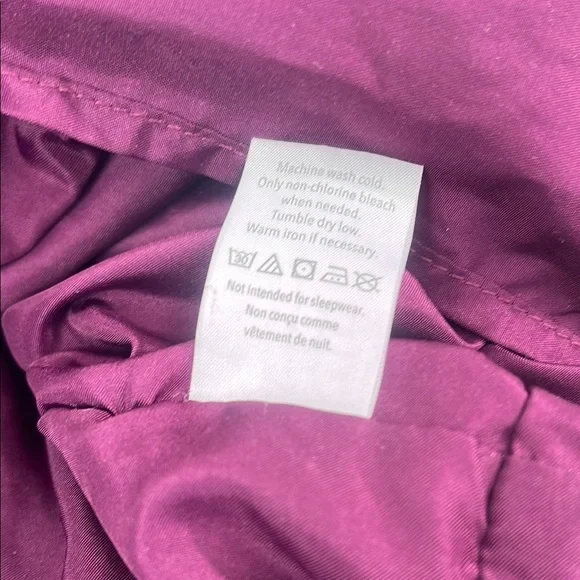 Machine wash cold.
Only non-chlorine bleach
when needed.
Tumble dry low.
Warm iron if necessary.
30
Not intended for sleepwear.
Non conçu comme
vêtement de nuit.